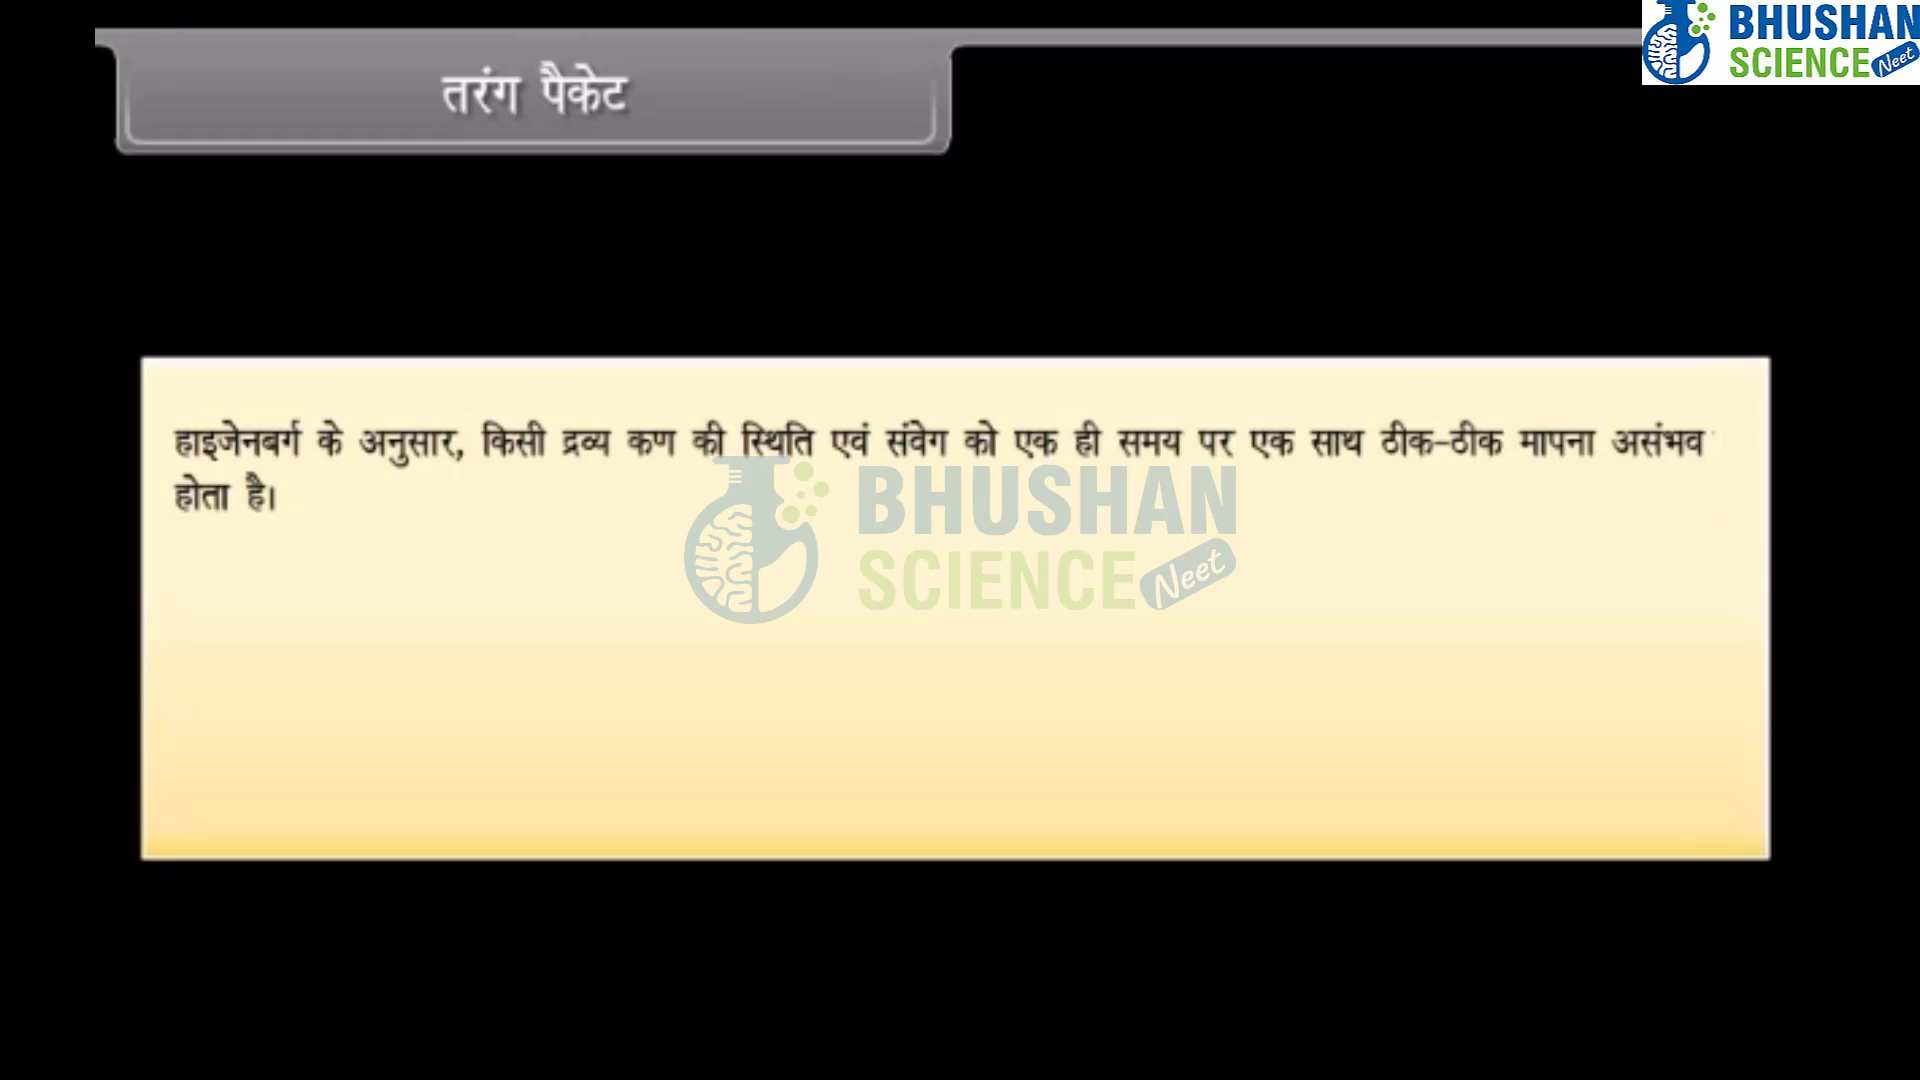 BHUSHAN
SCIENCE Neet
तरंग पैकेट
हाइजेनबर्ग के अनुसार, किसी द्रव्य कण की स्थिति एवं संवेग को एक ही समय पर एक साथ ठीक-ठीक मापना असंभव
होता है।
BHUSHAN
SCIENCE Neet